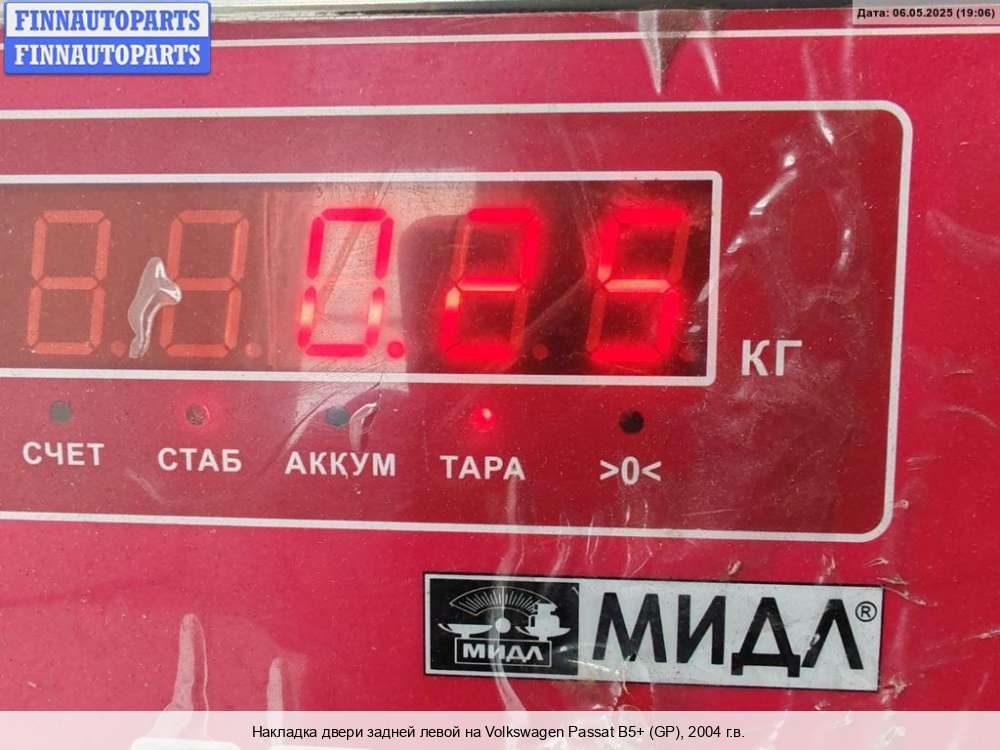 FINNAUTOPARTS
FINNAUTOPARTS
Дата: 06.05.2025 (19:06)
0.25
КГ
СЧЕТ СТАБ АККУМ ТАРА >0<
МИДЛ
МИДЛ®
Накладка двери задней левой на Volkswagen Passat B5+ (GP), 2004 г.в.